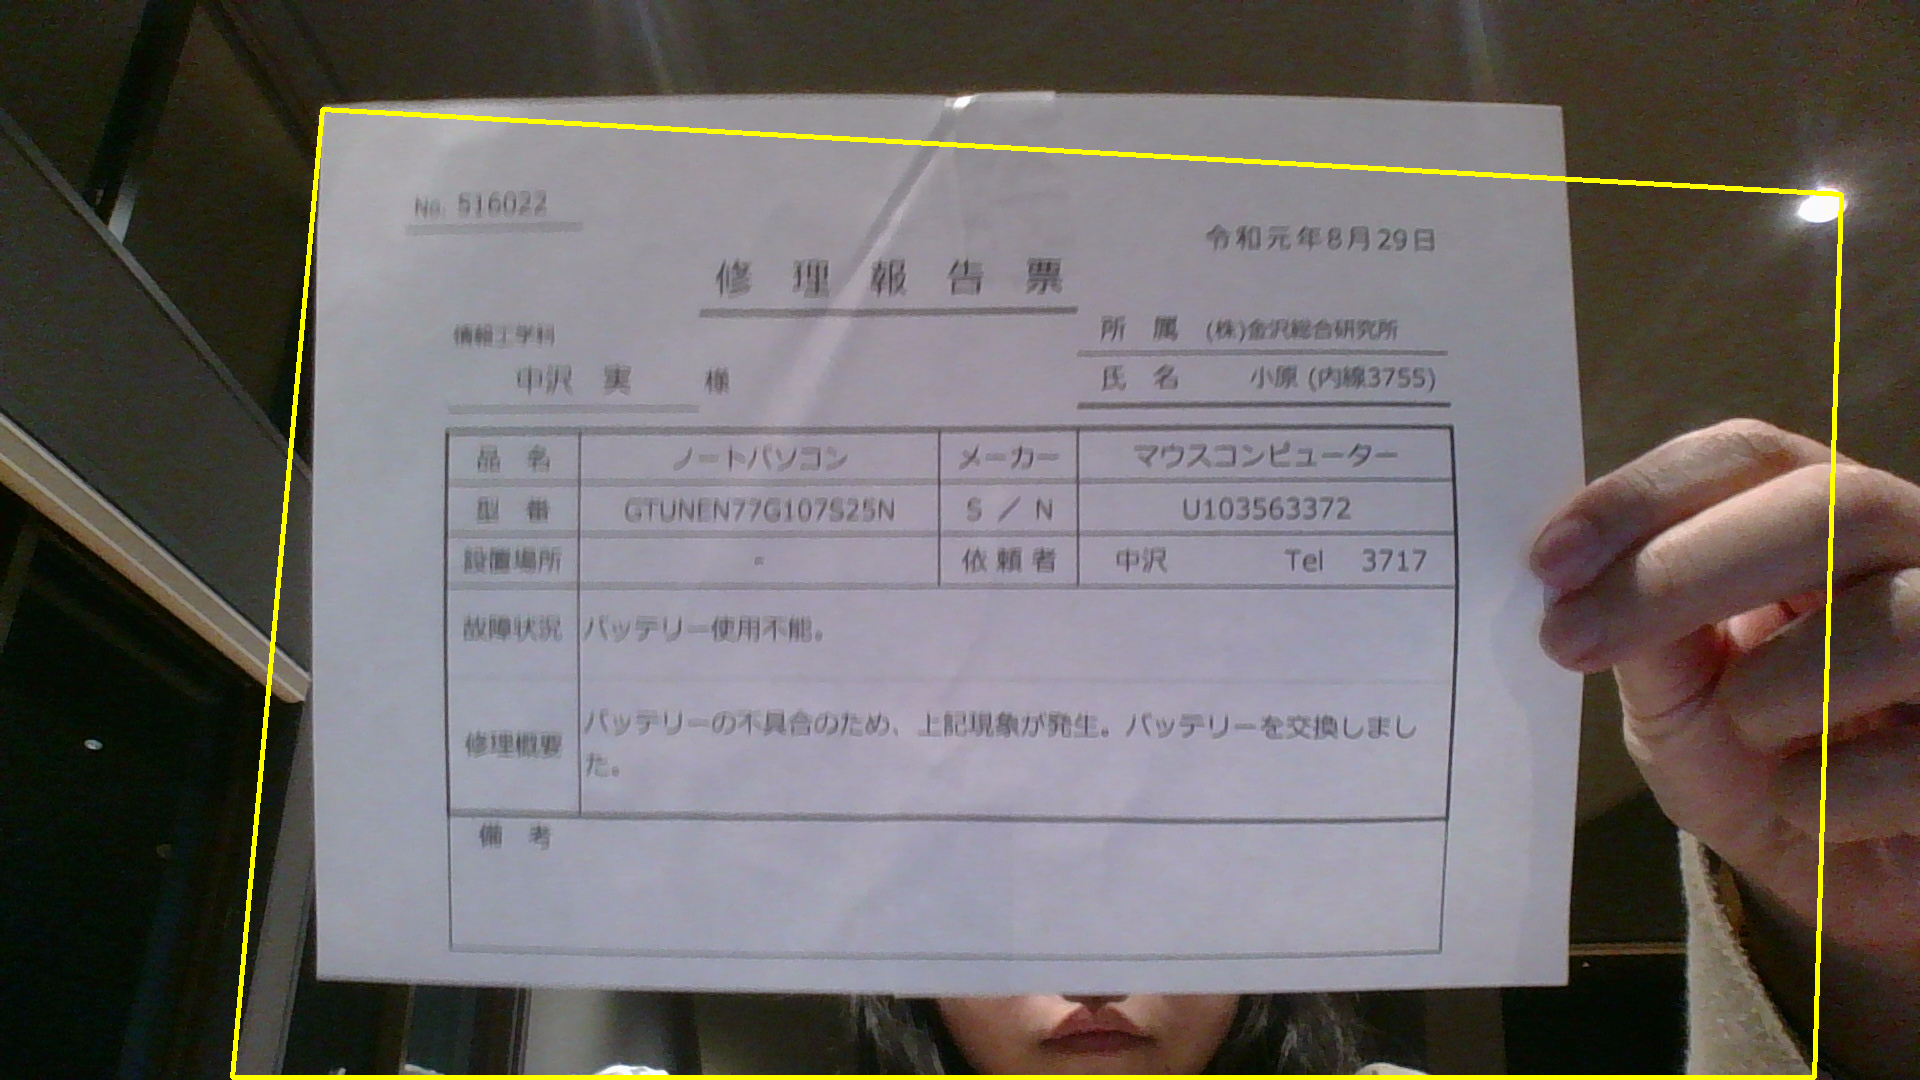 No. 516022
令和元年8月29日
修 理 報 告 票
情報工学科
所 属 (株)金沢総合研究所
中沢 実 様
氏 名 小原 (内線3755)
品 名 ノートパソコン メーカー マウスコンピューター
型 番 GTUNEN77G107S25N S / N U103563372
設置場所 - 依 頼 者 中沢 Tel 3717
故障状況 バッテリー使用不能。
修理概要 バッテリーの不具合のため、上記現象が発生。バッテリーを交換しまし
た。
備 考